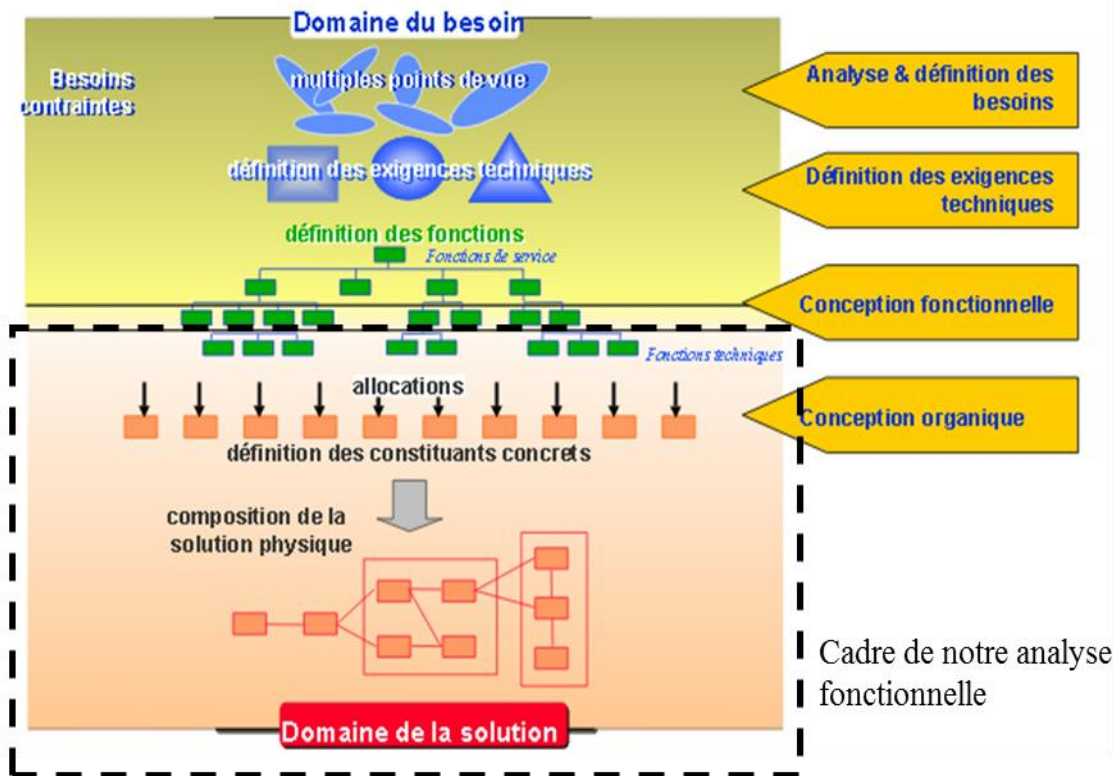 Domaine du besoin
Besoins
contraintes
multiples points de vue
définition des exigences techniques
définition des fonctions
Fonctions de service
Fonctions techniques
allocations
définition des constituants concrets
composition de la
solution physique
Domaine de la solution
Analyse & définition des
besoins
Définition des exigences
techniques
Conception fonctionnelle
Conception organique
Cadre de notre analyse
fonctionnelle